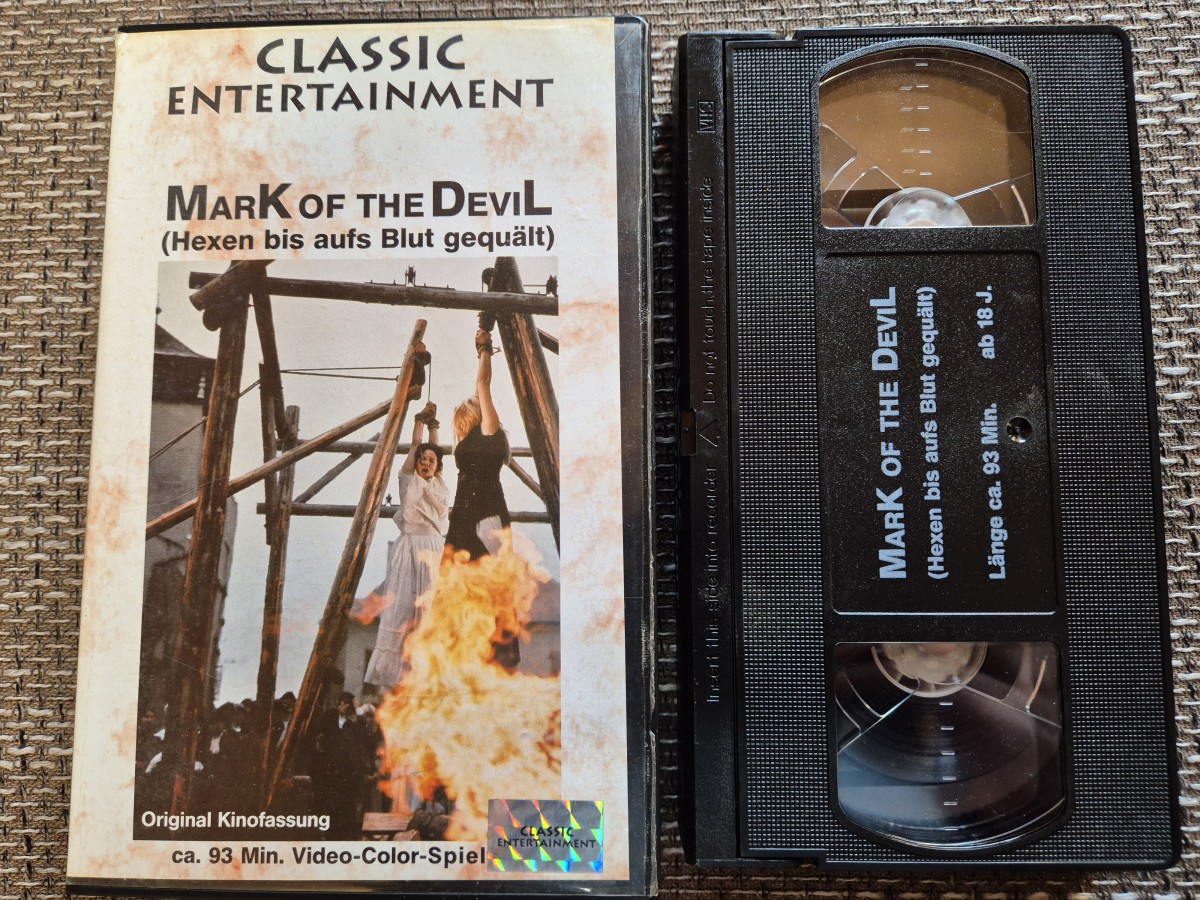 CLASSIC
ENTERTAINMENT
MARK OF THE DEVIL
(Hexen bis aufs Blut gequält)
Original Kinofassung
CLASSIC
ENTERTAINMENT
ca. 93 Min. Video-Color-Spiel
VHS
Do not touch the tape inside
Insert this side into recorder
MARK OF THE DEVIL
(Hexen bis aufs Blut gequält)
Länge ca. 93 Min. ab 18 J.